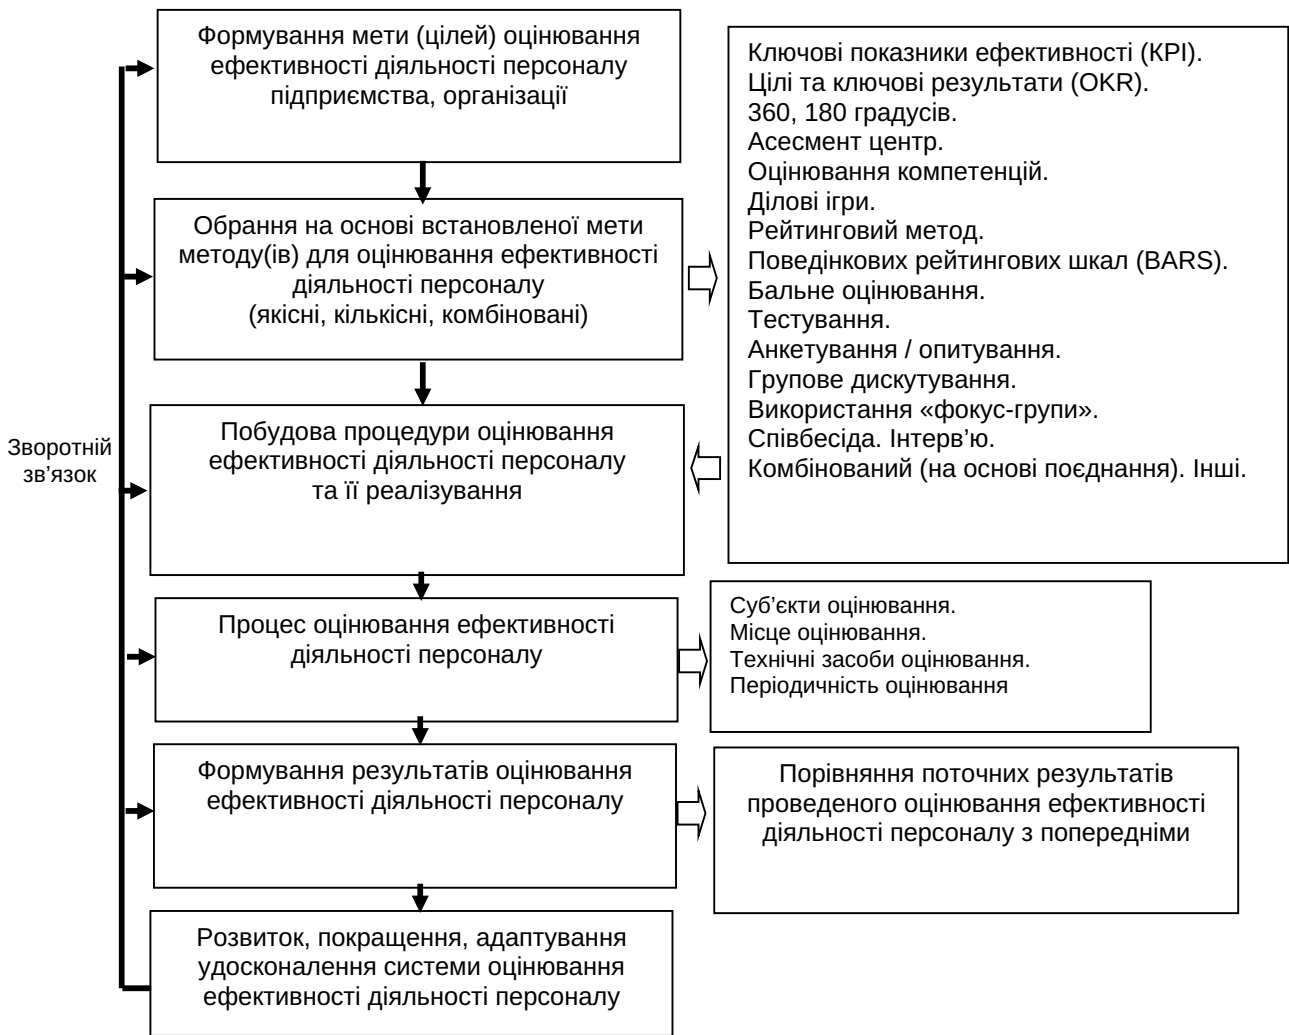 Формування мети (цілей) оцінювання
ефективності діяльності персоналу
підприємства, організації
Обрання на основі встановленої мети
методу(ів) для оцінювання ефективності
діяльності персоналу
(якісні, кількісні, комбіновані)
Ключові показники ефективності (КРІ).
Цілі та ключові результати (OKR).
360, 180 градусів.
Асесмент центр.
Оцінювання компетенцій.
Ділові ігри.
Рейтинговий метод.
Поведінкових рейтингових шкал (BARS).
Бальне оцінювання.
Тестування.
Анкетування / опитування.
Групове дискутування.
Використання «фокус-групи».
Співбесіда. Інтерв’ю.
Комбінований (на основі поєднання). Інші.
Зворотній
зв’язок
Побудова процедури оцінювання
ефективності діяльності персоналу
та її реалізування
Процес оцінювання ефективності
діяльності персоналу
Суб’єкти оцінювання.
Місце оцінювання.
Технічні засоби оцінювання.
Періодичність оцінювання
Формування результатів оцінювання
ефективності діяльності персоналу
Порівняння поточних результатів
проведеного оцінювання ефективності
діяльності персоналу з попередніми
Розвиток, покращення, адаптування
удосконалення системи оцінювання
ефективності діяльності персоналу